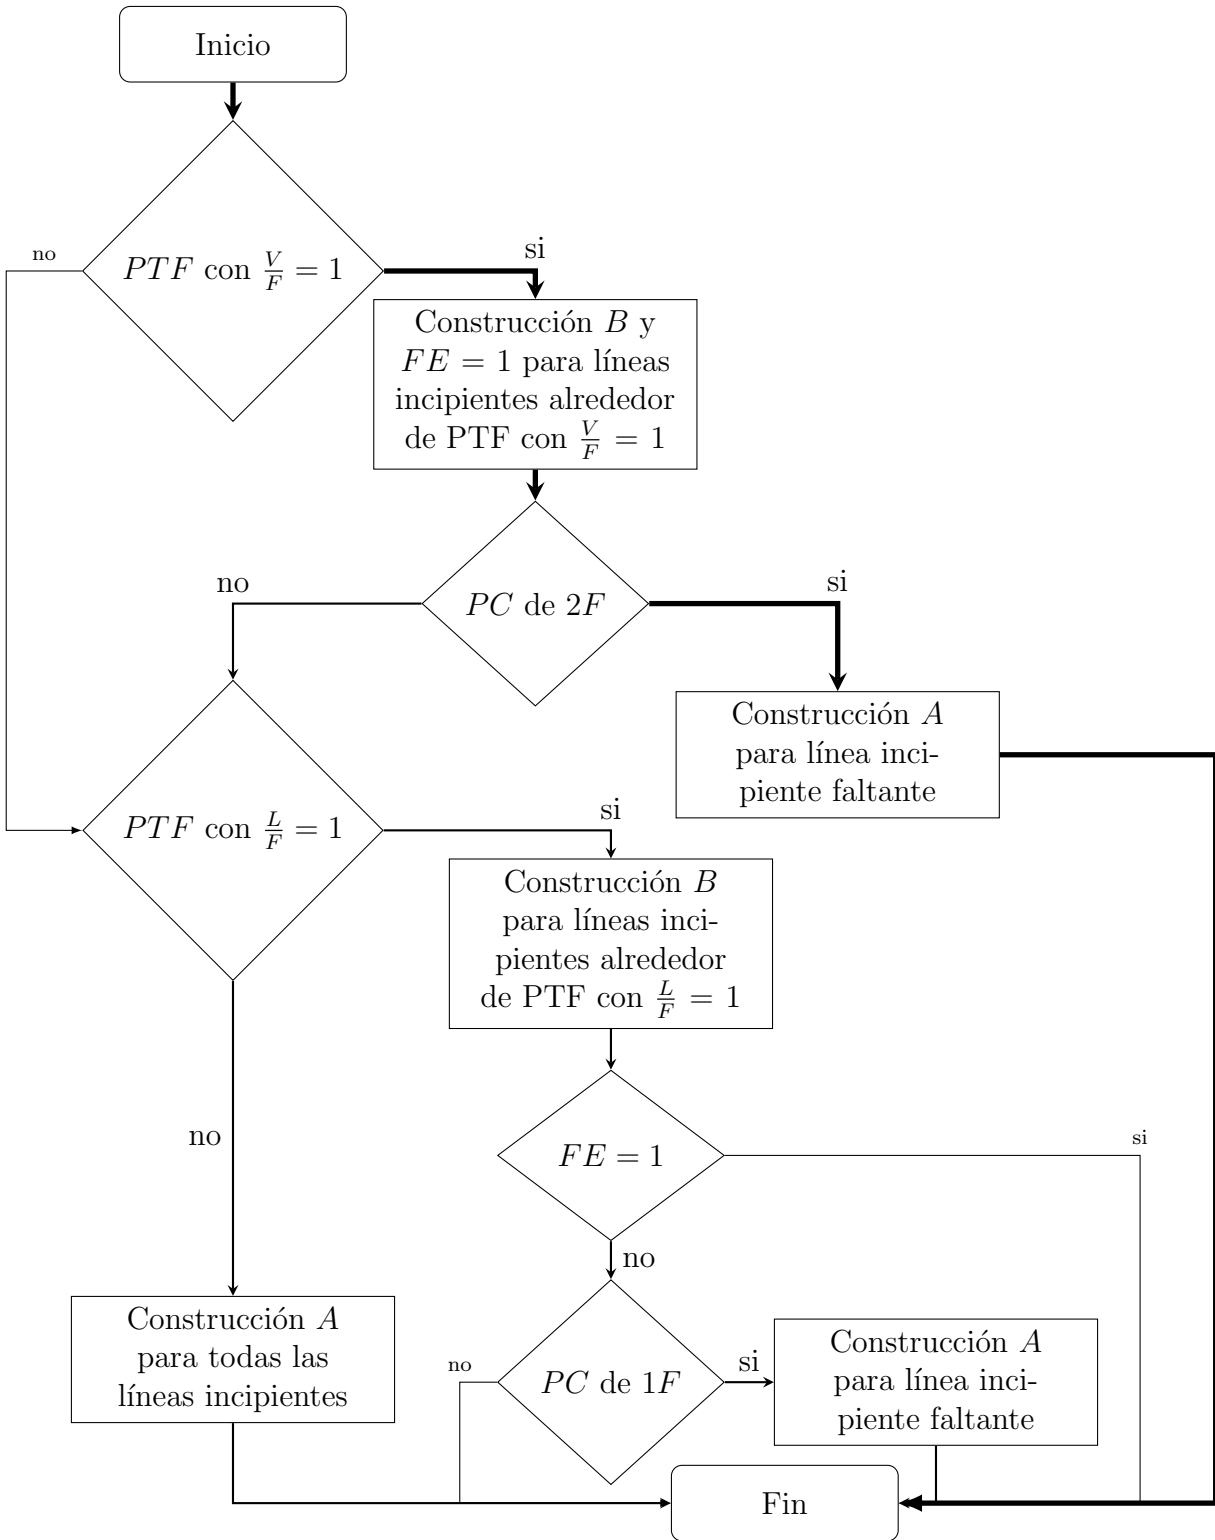 Inicio
PTF con V/F = 1
no
si
Construcción B y
FE = 1 para líneas
incipientes alrededor
de PTF con V/F = 1
PC de 2F
no
si
Construcción A
para línea inci-
piente faltante
PTF con L/F = 1
si
Construcción B
para líneas inci-
pientes alrededor
de PTF con L/F = 1
no
FE = 1
si
no
Construcción A
para todas las
líneas incipientes
no
PC de 1F
si
Construcción A
para línea inci-
piente faltante
Fin